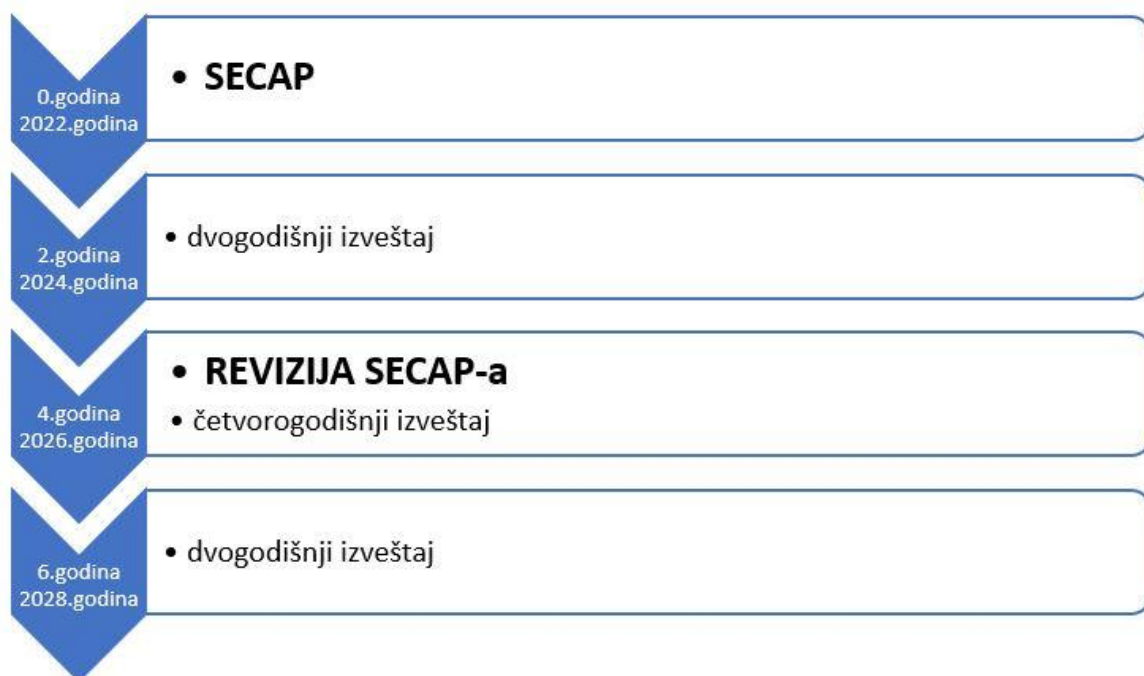 0.godina
2022.godina
• SECAP
2.godina
2024.godina
• dvogodišnji izveštaj
4.godina
2026.godina
• REVIZIJA SECAP-a
• četvorogodišnji izveštaj
6.godina
2028.godina
• dvogodišnji izveštaj